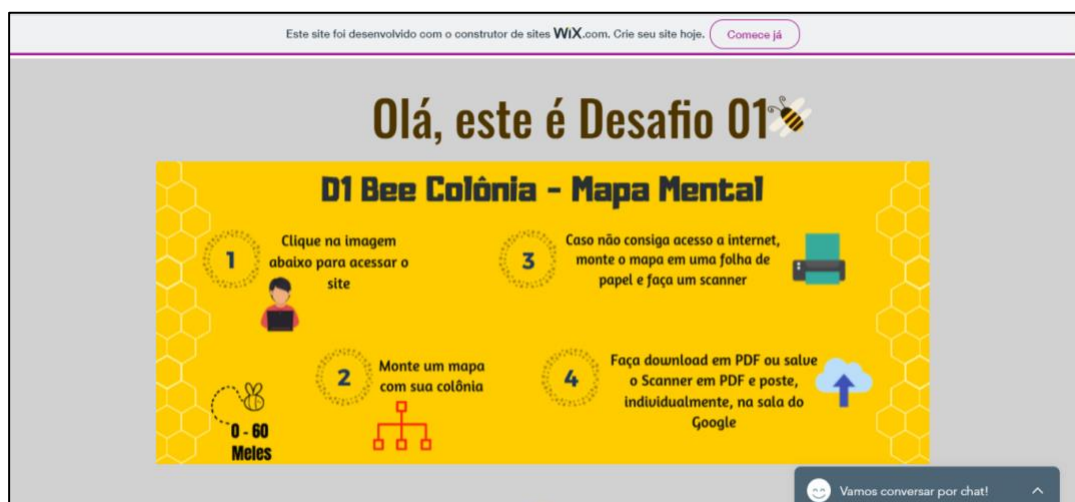 Este site foi desenvolvido com o construtor de sites WiX.com. Crie seu site hoje. Comece já
Olá, este é Desafio 01
D1 Bee Colônia - Mapa Mental
1
Clique na imagem
abaixo para acessar o
site
2
Monte um mapa
com sua colônia
3
Caso não consiga acesso a internet,
monte o mapa em uma folha de
papel e faça um scanner
4
Faça download em PDF ou salve
o Scanner em PDF e poste,
individualmente, na sala do
Google
0 - 60
Meles
Vamos conversar por chat!